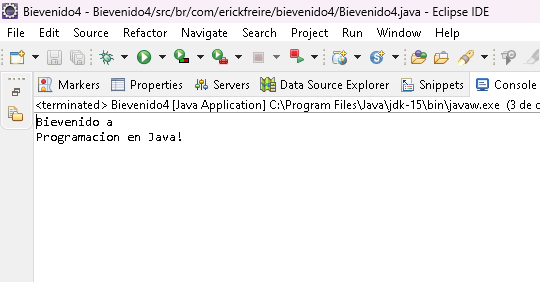 Bievenido4 - Bievenido4/src/br/com/erickfreire/bievenido4/Bievenido4.java - Eclipse IDE
File Edit Source Refactor Navigate Search Project Run Window Help
Markers Properties Servers Data Source Explorer Snippets Console
<terminated> Bievenido4 [Java Application] C:\Program Files\Java\jdk-15\bin\javaw.exe (3 de
Bievenido a
Programacion en Java!